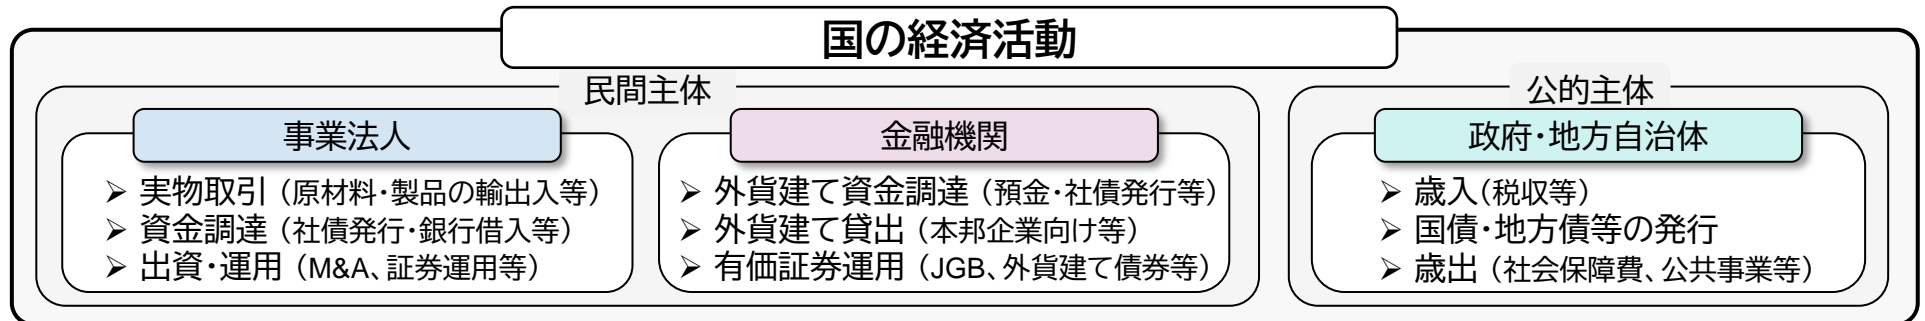 国の経済活動
民間主体
事業法人
➢ 実物取引（原材料・製品の輸出入等）
➢ 資金調達（社債発行・銀行借入等）
➢ 出資・運用（M&A、証券運用等）
金融機関
➢ 外貨建て資金調達（預金・社債発行等）
➢ 外貨建て貸出（本邦企業向け等）
➢ 有価証券運用（JGB、外貨建て債券等）
公的主体
政府・地方自治体
➢ 歳入（税収等）
➢ 国債・地方債等の発行
➢ 歳出（社会保障費、公共事業等）